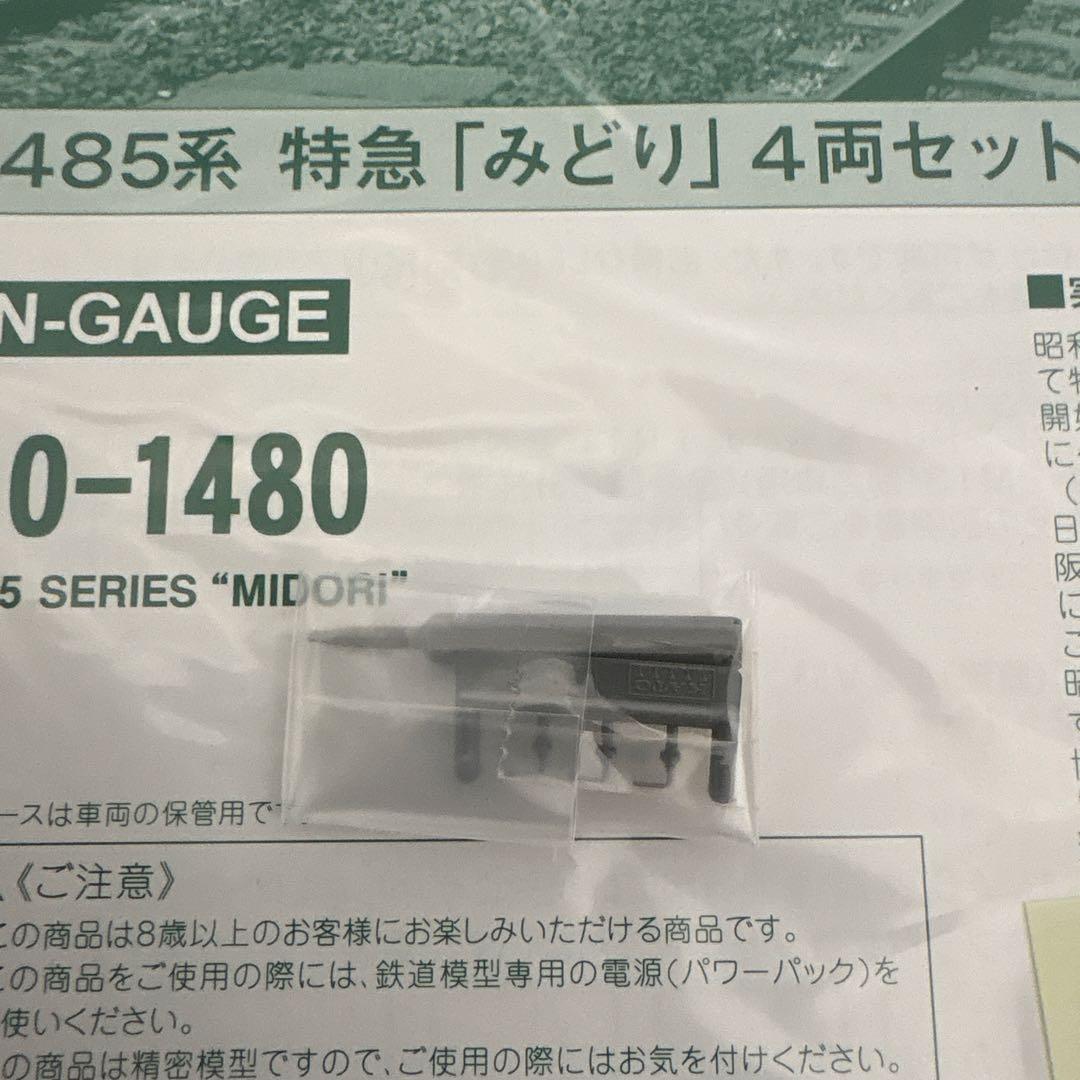 485系 特急「みどり」4両セット
N-GAUGE
0-1480
5 SERIES “MIDORI”
■
昭和
て
開
に
(
日
阪
に
こ
昭
で
ースは車両の保管用で
《ご注意》
この商品は8歳以上のお客様にお楽しみいただける商品です。
この商品をご使用の際には、鉄道模型専用の電源(パワーパック)を
使いください。
の商品は精密模型ですので、ご使用の際にはお気を付けください。
KATO